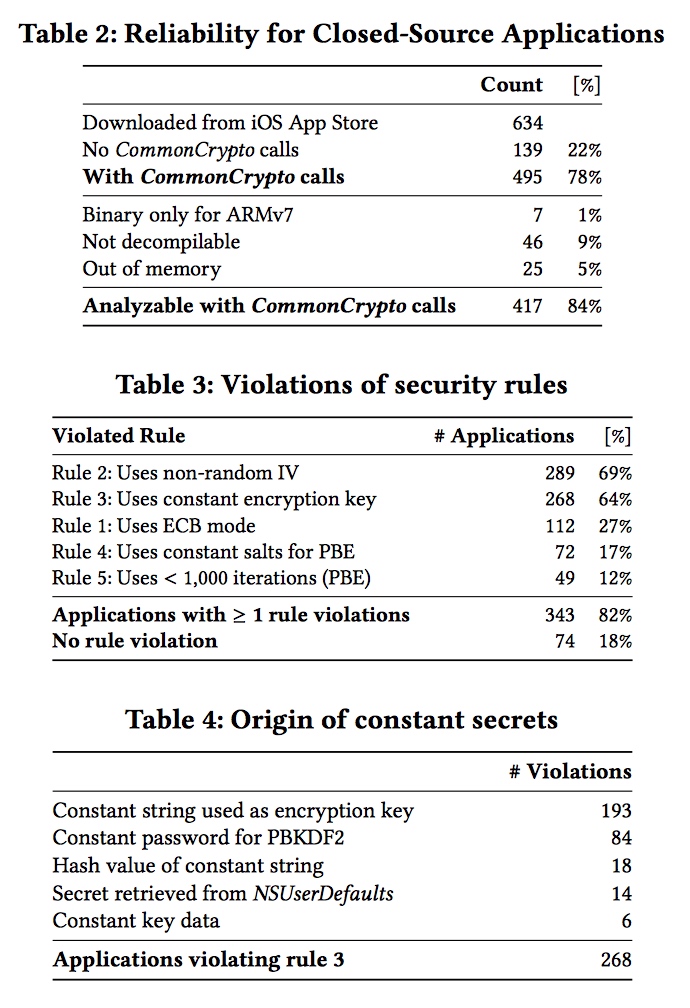 Table 2: Reliability for Closed-Source Applications
Count [%]
Downloaded from iOS App Store 634
No CommonCrypto calls 139 22%
With CommonCrypto calls 495 78%
Binary only for ARMv7 7 1%
Not decompilable 46 9%
Out of memory 25 5%
Analyzable with CommonCrypto calls 417 84%
Table 3: Violations of security rules
Violated Rule # Applications [%]
Rule 2: Uses non-random IV 289 69%
Rule 3: Uses constant encryption key 268 64%
Rule 1: Uses ECB mode 112 27%
Rule 4: Uses constant salts for PBE 72 17%
Rule 5: Uses < 1,000 iterations (PBE) 49 12%
Applications with ≥ 1 rule violations 343 82%
No rule violation 74 18%
Table 4: Origin of constant secrets
# Violations
Constant string used as encryption key 193
Constant password for PBKDF2 84
Hash value of constant string 18
Secret retrieved from NSUserDefaults 14
Constant key data 6
Applications violating rule 3 268